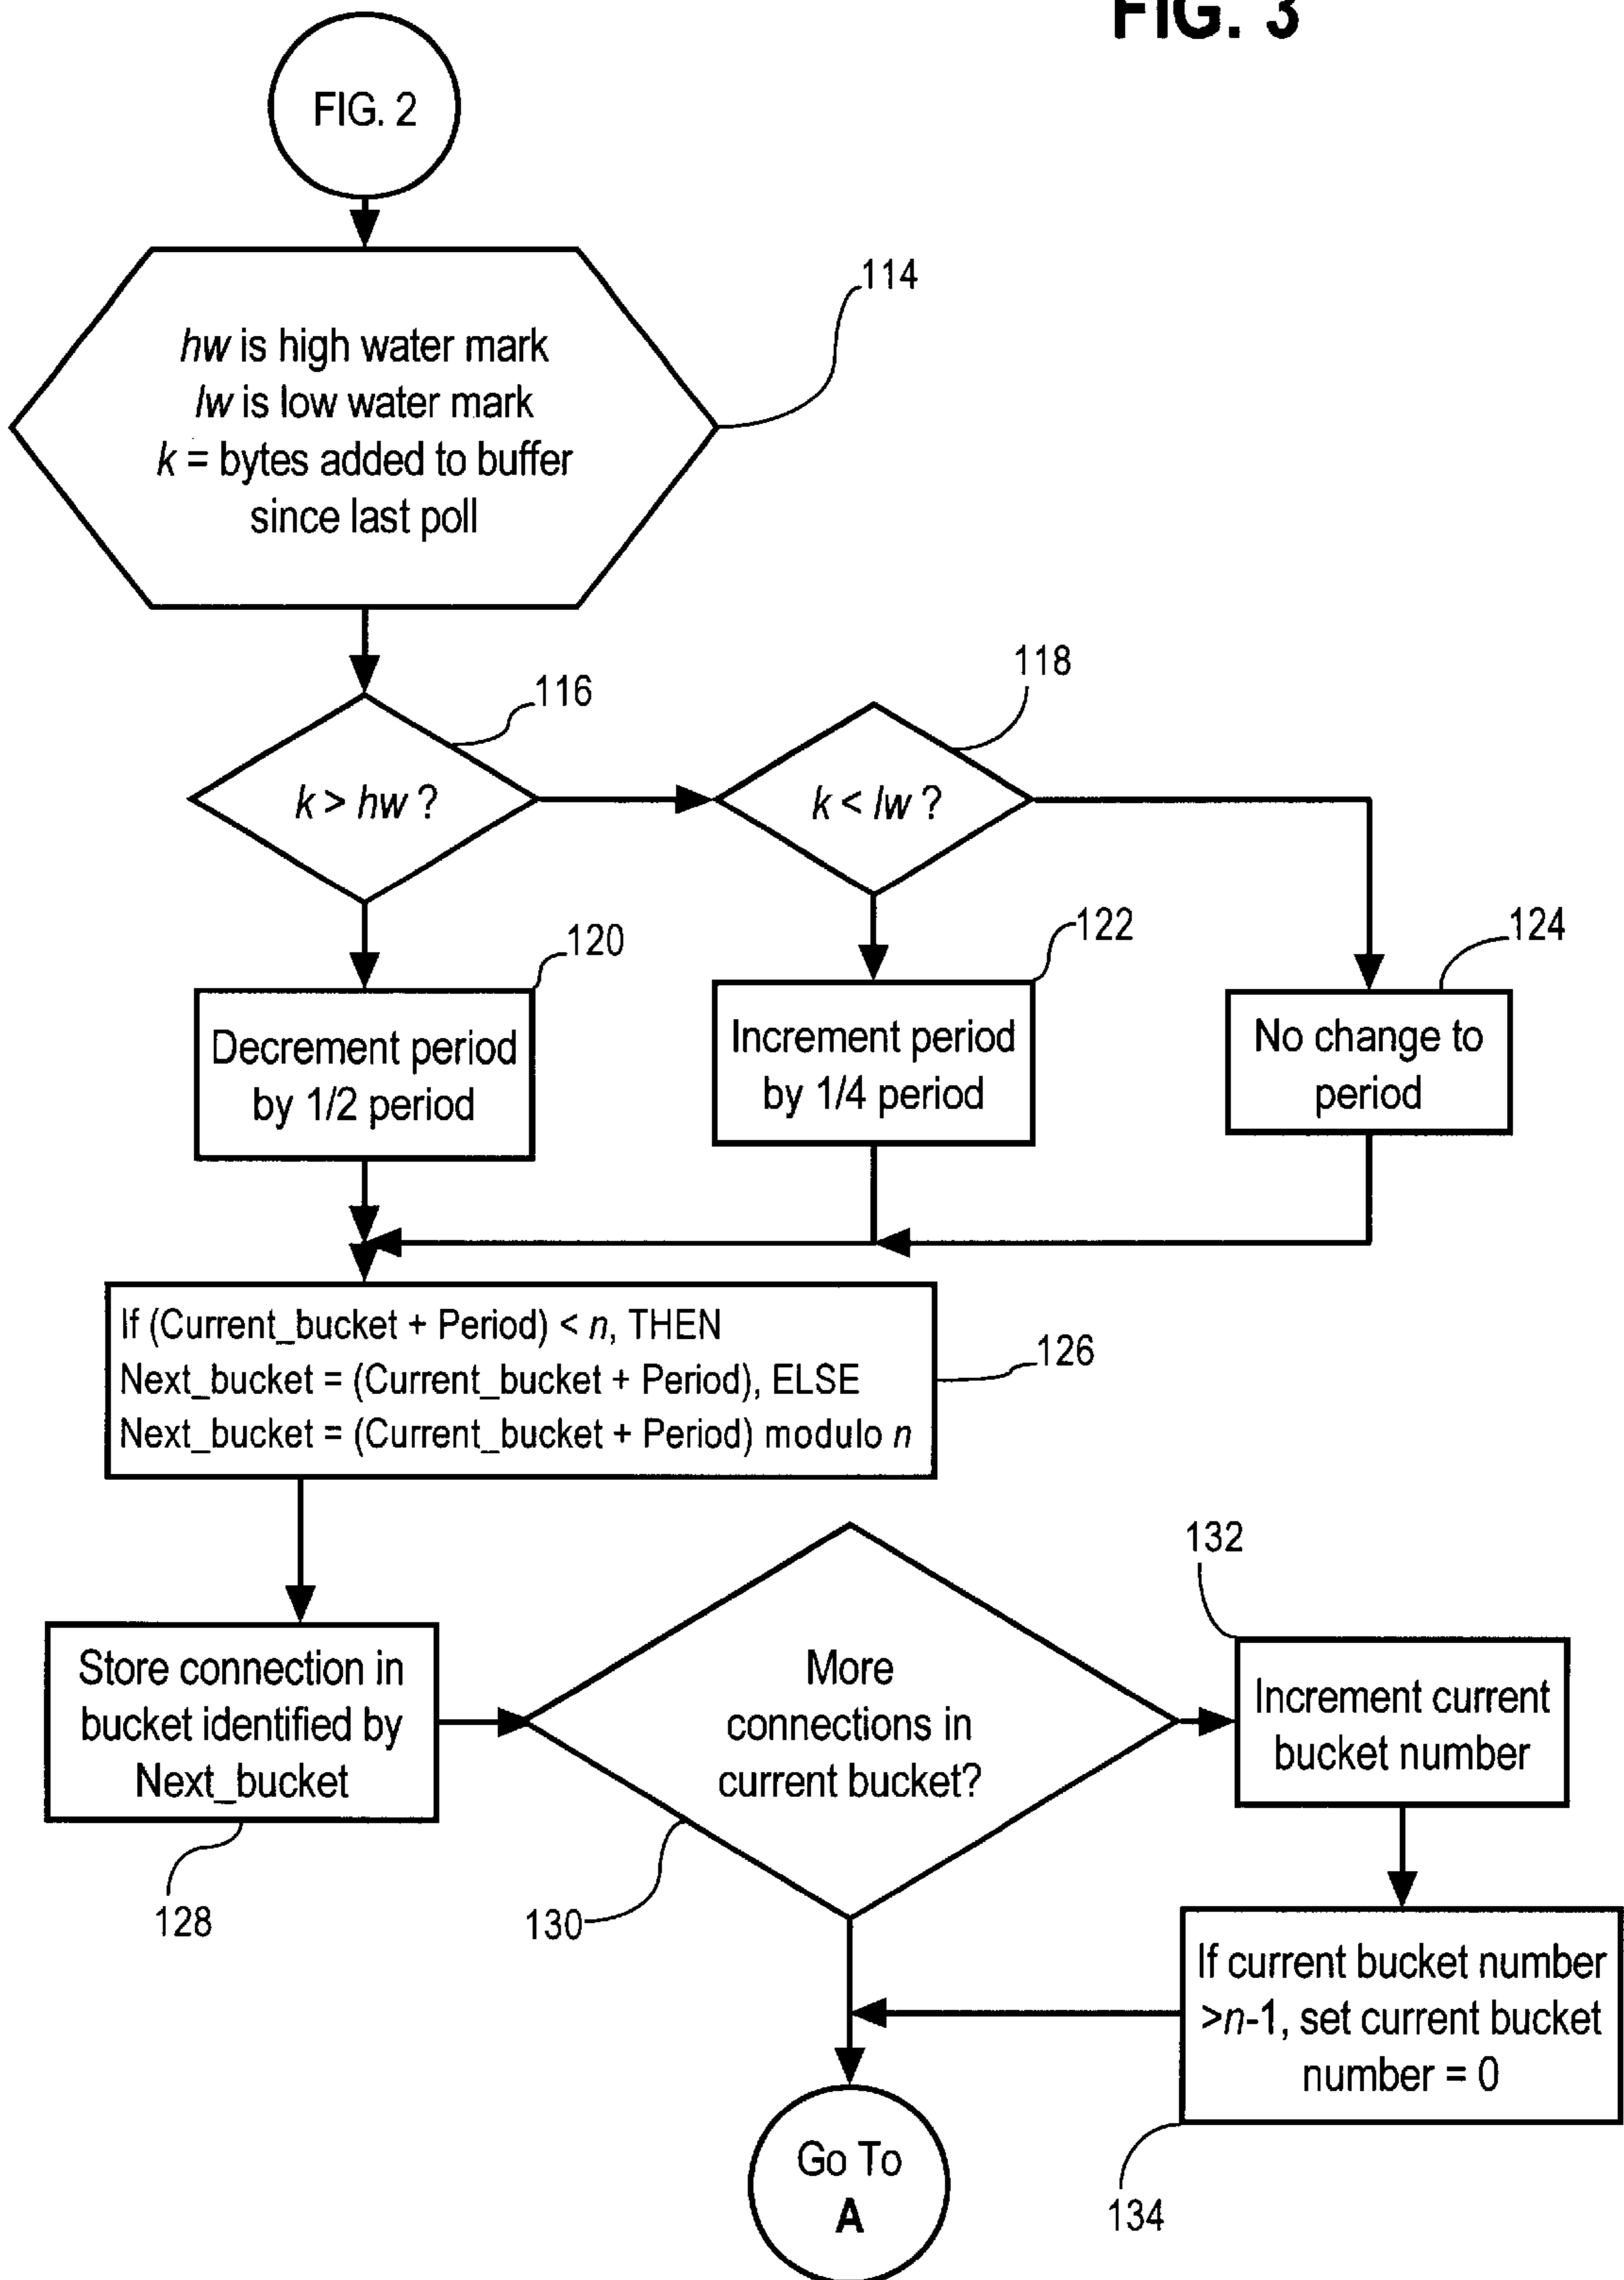 FIG. 3
FIG. 2
114
hw is high water mark
lw is low water mark
k = bytes added to buffer
since last poll
116
118
k > hw ?
k < lw ?
120
122
124
Decrement period
by 1/2 period
Increment period
by 1/4 period
No change to
period
If (Current_bucket + Period) < n, THEN
Next_bucket = (Current_bucket + Period), ELSE
Next_bucket = (Current_bucket + Period) modulo n
126
132
Store connection in
bucket identified by
Next_bucket
More
connections in
current bucket?
Increment current
bucket number
128
130
If current bucket number
>n-1, set current bucket
number = 0
Go To
A
134